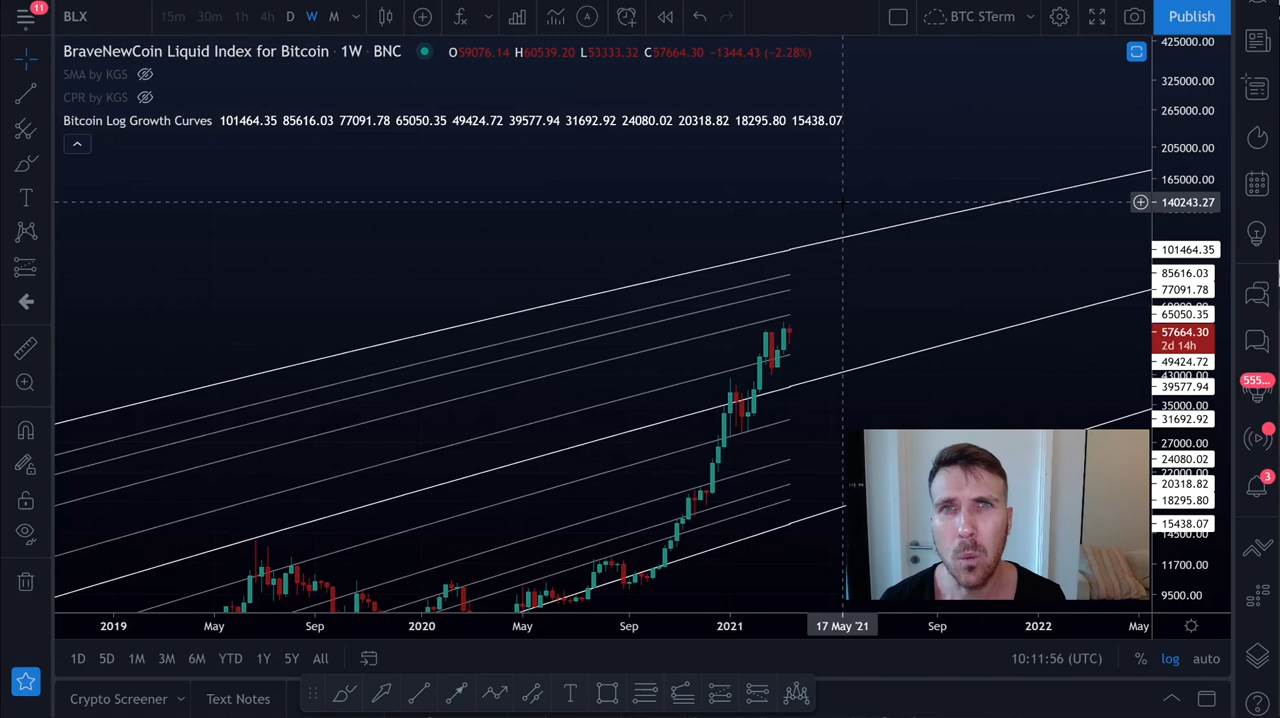 11
BLX
15m 30m 1h 4h D W M
BTC STerm
Publish
BraveNewCoin Liquid Index for Bitcoin · 1W · BNC
O59076.14 H60539.20 L53333.32 C57664.30 −1344.43 (−2.28%)
SMA by KGS
CPR by KGS
Bitcoin Log Growth Curves 101464.35 85616.03 77091.78 65050.35 49424.72 39577.94 31692.92 24080.02 20318.82 18295.80 15438.07
425000.00
325000.00
265000.00
205000.00
165000.00
140243.27
101464.35
85616.03
77091.78
65050.35
57664.30
2d 14h
49424.72
43000.00
39577.94
35000.00
31692.92
27000.00
24080.02
22000.00
20318.82
18295.80
15438.07
14500.00
11700.00
9500.00
555...
3
2019 May Sep 2020 May Sep 2021 17 May '21 Sep 2022 May
1D 5D 1M 3M 6M YTD 1Y 5Y All
10:11:56 (UTC) % log auto
Crypto Screener Text Notes